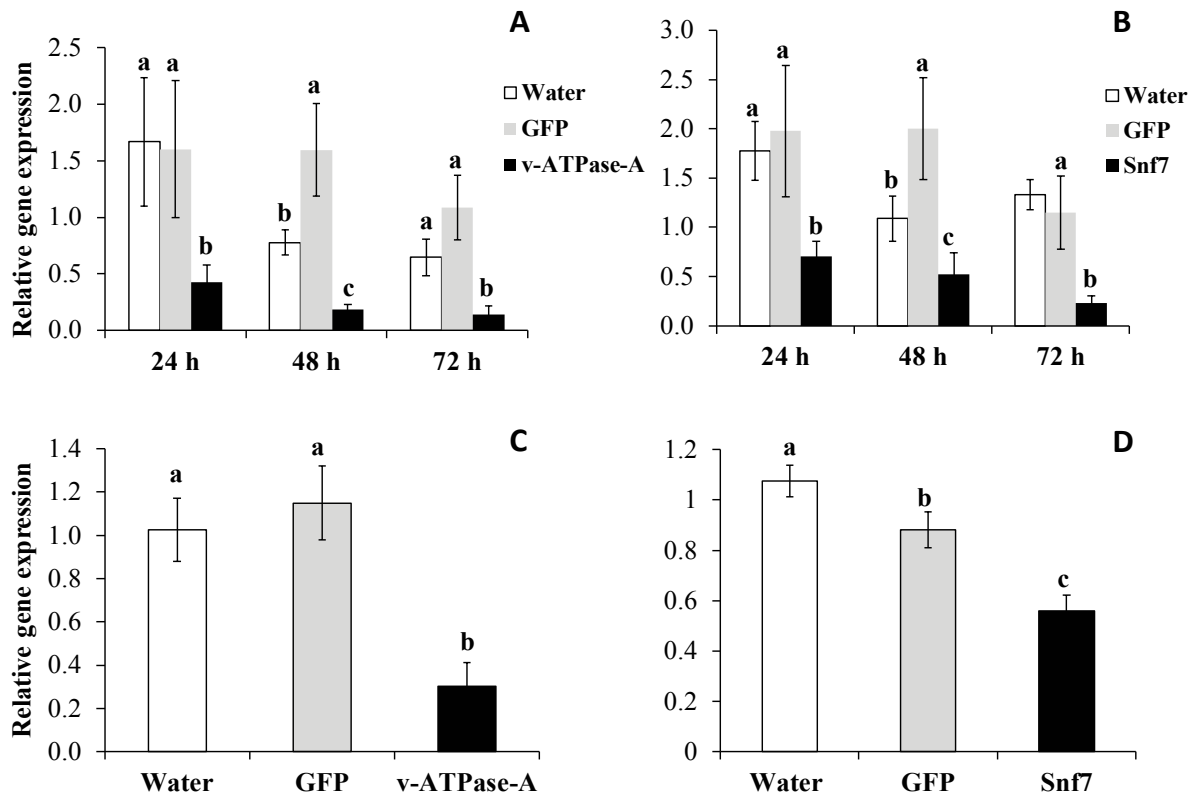 A
Relative gene expression
2.5
2.0
1.5
1.0
0.5
0.0
a a b
b a c
a a b
24 h 48 h 72 h
Water
GFP
v-ATPase-A
B
3.0
2.5
2.0
1.5
1.0
0.5
0.0
a a b
b a c
a b
24 h 48 h 72 h
Water
GFP
Snf7
C
Relative gene expression
1.4
1.2
1.0
0.8
0.6
0.4
0.2
0.0
a a b
Water GFP v-ATPase-A
D
1.2
1
0.8
0.6
0.4
0.2
0
a b c
Water GFP Snf7